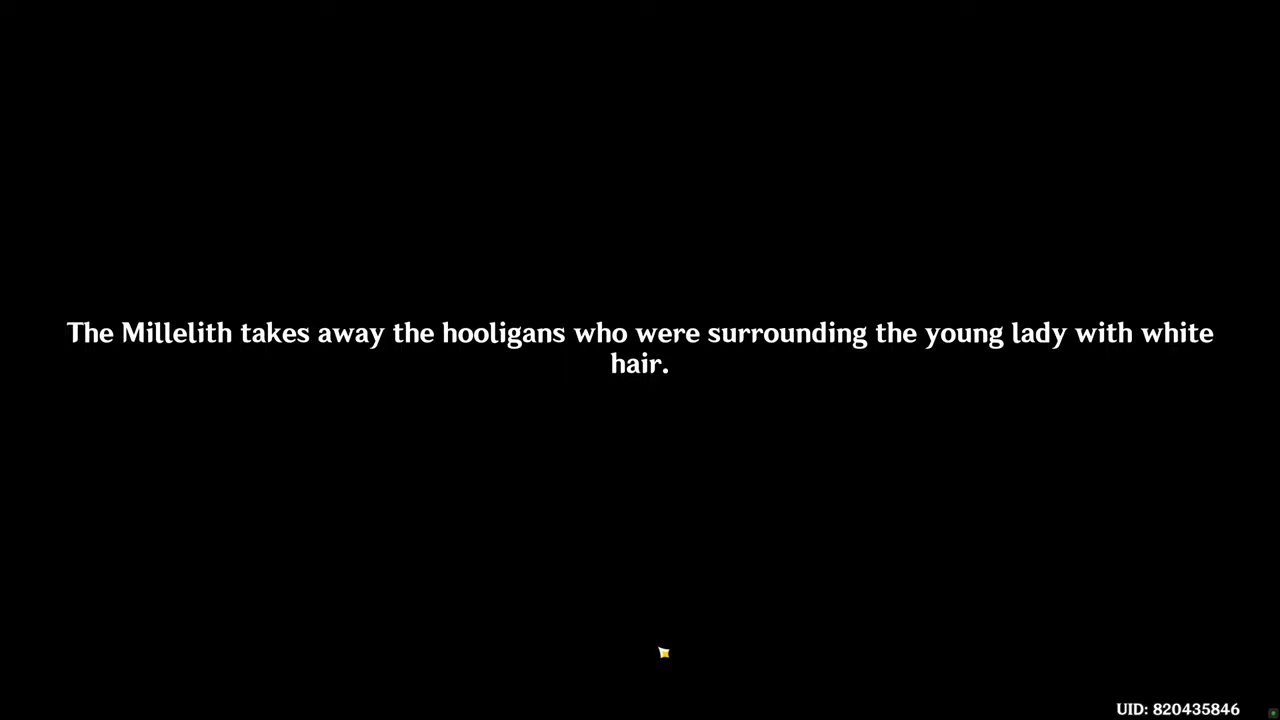 The Millelith takes away the hooligans who were surrounding the young lady with white
hair.
UID: 820435846